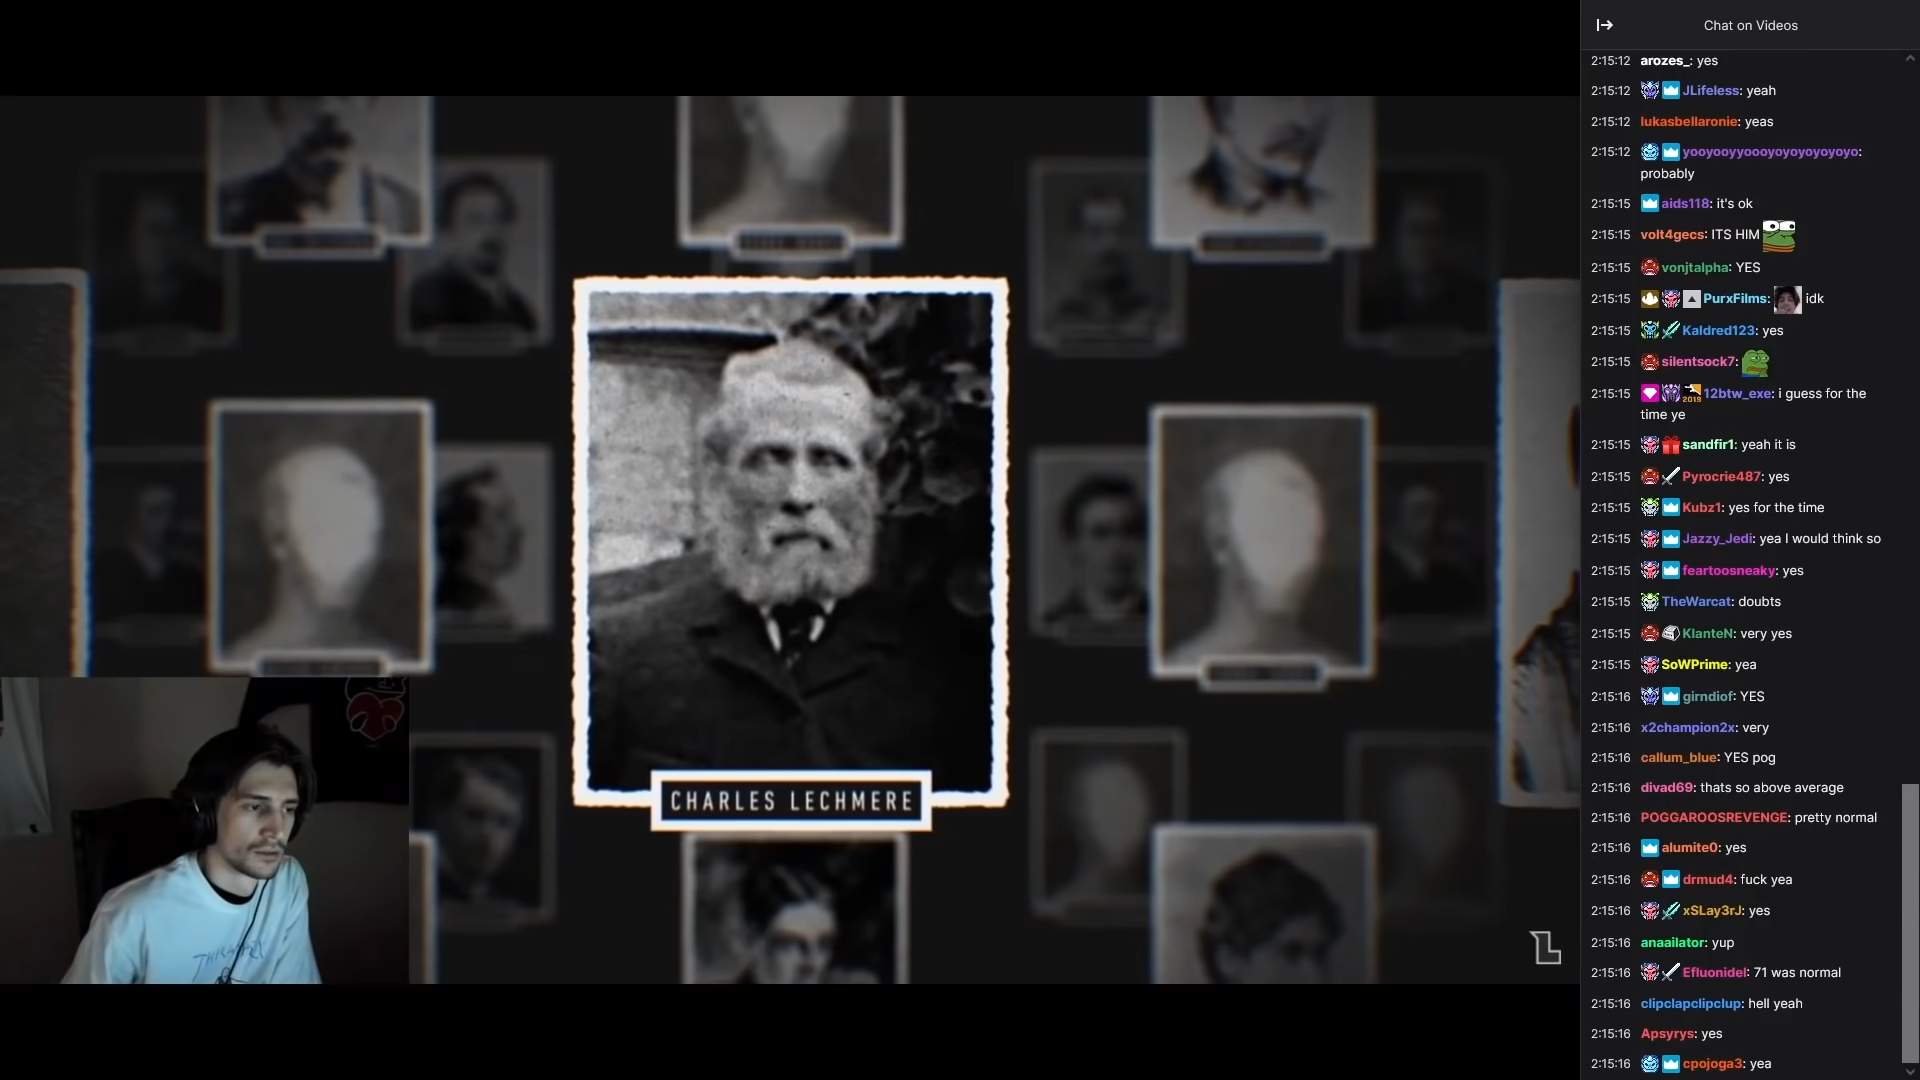 Chat on Videos
2:15:12 arozes_: yes
2:15:12 JLifeless: yeah
2:15:12 lukasbellaronie: yeas
2:15:12 yooyooyyoooyoyoyoyoyo:
probably
2:15:15 aids118: it's ok
2:15:15 volt4gecs: ITS HIM
2:15:15 vonjtalpha: YES
2:15:15 PurxFilms: idk
2:15:15 Kaldred123: yes
2:15:15 silentsock7:
2:15:15 2019 12btw_exe: i guess for the
time ye
2:15:15 sandfir1: yeah it is
2:15:15 Pyrocrie487: yes
2:15:15 Kubz1: yes for the time
2:15:15 Jazzy_Jedi: yea I would think so
2:15:15 feartoosneaky: yes
2:15:15 TheWarcat: doubts
2:15:15 KlanteN: very yes
2:15:15 SoWPrime: yea
2:15:16 girndiof: YES
2:15:16 x2champion2x: very
2:15:16 callum_blue: YES pog
2:15:16 divad69: thats so above average
2:15:16 POGGAROOSREVENGE: pretty normal
2:15:16 alumite0: yes
2:15:16 drmud4: fuck yea
2:15:16 xSLay3rJ: yes
2:15:16 anaailator: yup
2:15:16 Efluonidel: 71 was normal
2:15:16 clipclapclipclup: hell yeah
2:15:16 Apsyrys: yes
2:15:16 cpojoga3: yea
CHARLES LECHMERE